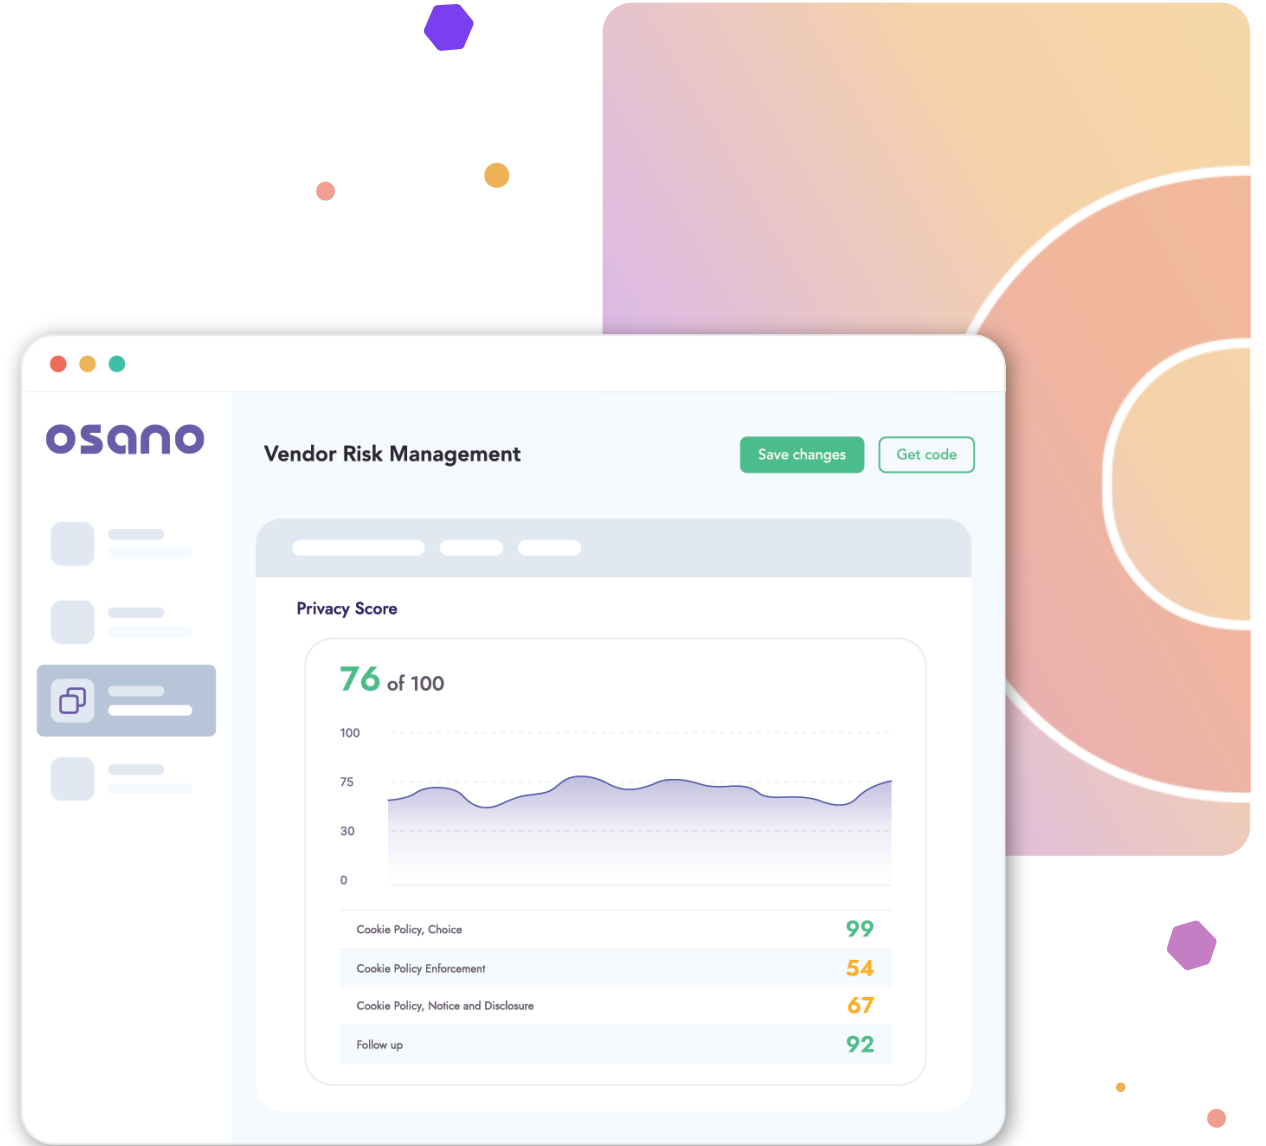 osano
Vendor Risk Management
Save changes
Get code
Privacy Score
76 of 100
100
75
30
0
Cookie Policy, Choice 99
Cookie Policy Enforcement 54
Cookie Policy, Notice and Disclosure 67
Follow up 92